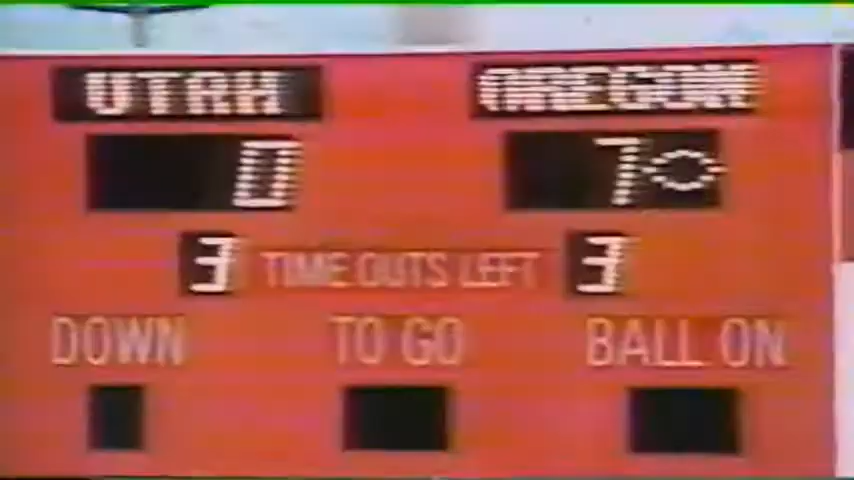 UTAH OREGON
0 7
3 TIME OUTS LEFT 3
DOWN TO GO BALL ON